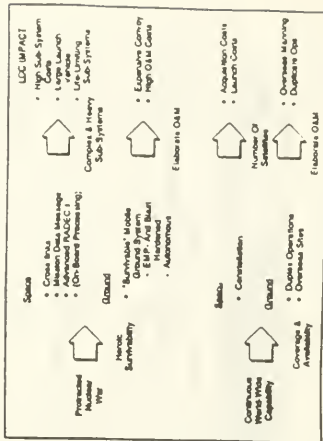 LCC IMPACT
Space
• Cross links
• Mission Data Message
• Advanced RADEC's
(On-Board Processing)
Complex & Heavy
Sub-Systems
• High Sub-System
Costs
• Large Launch
Vehicle
• Life-Limiting
Sub-Systems
Protracted
Nuclear
War
Heroic
Survivability
Ground
• "Survivable" Mobile
Ground System
- EMP- And Blast
Hardened
- Autonomous
Elaborate O&M
• Expensive Convoy
• High O&M Costs
Space
• Constellation
Number Of
Satellites
• Acquisition Costs
• Launch Costs
Continuous
World-Wide
Capability
Coverage &
Availability
Ground
• Duplex Operations
• Overseas Sites
Elaborate O&M
• Overseas Manning
• Duplicate Ops